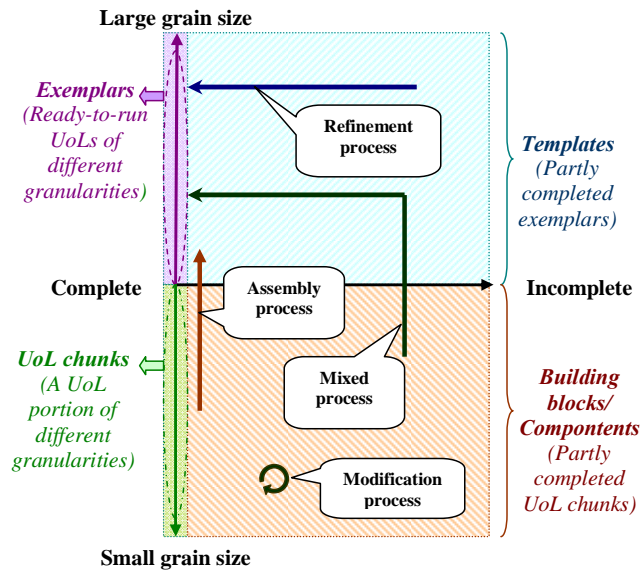 Large grain size
Exemplars
(Ready-to-run
UoLs of
different
granularities)
Refinement
process
Templates
(Partly
completed
exemplars)
Complete
Assembly
process
Incomplete
UoL chunks
(A UoL
portion of
different
granularities)
Mixed
process
Building
blocks/
Compontents
(Partly
completed
UoL chunks)
Modification
process
Small grain size